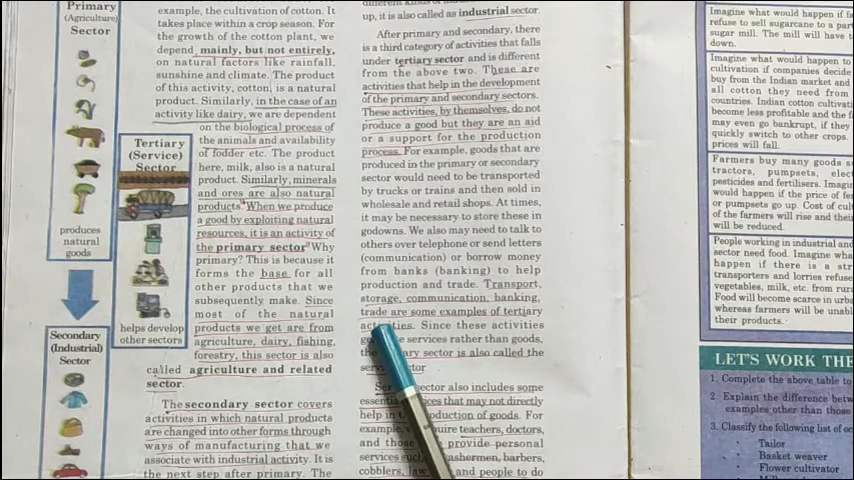 Primary
(Agriculture)
Sector
produces
natural
goods
Secondary
(Industrial)
Sector
Tertiary
(Service)
Sector
helps develop
other sectors
example, the cultivation of cotton. It
takes place within a crop season. For
the growth of the cotton plant, we
depend mainly, but not entirely,
on natural factors like rainfall,
sunshine and climate. The product
of this activity, cotton, is a natural
product. Similarly, in the case of an
activity like dairy, we are dependent
on the biological process of
the animals and availability
of fodder etc. The product
here, milk, also is a natural
product. Similarly, minerals
and ores are also natural
products. When we produce
a good by exploiting natural
resources, it is an activity of
the primary sector. Why
primary? This is because it
forms the base for all
other products that we
subsequently make. Since
most of the natural
products we get are from
agriculture, dairy, fishing,
forestry, this sector is also
called agriculture and related
sector.
The secondary sector covers
activities in which natural products
are changed into other forms through
ways of manufacturing that we
associate with industrial activity. It is
the next step after primary. The
up, it is also called as industrial sector.
After primary and secondary, there
is a third category of activities that falls
under tertiary sector and is different
from the above two. These are
activities that help in the development
of the primary and secondary sectors.
These activities, by themselves, do not
produce a good but they are an aid
or a support for the production
process. For example, goods that are
produced in the primary or secondary
sector would need to be transported
by trucks or trains and then sold in
wholesale and retail shops. At times,
it may be necessary to store these in
godowns. We also may need to talk to
others over telephone or send letters
(communication) or borrow money
from banks (banking) to help
production and trade. Transport,
storage, communication, banking,
trade are some examples of tertiary
activities. Since these activities
services rather than goods,
sector is also called the
sector also includes some
that may not directly
help in production of goods. For
teachers, doctors,
and those provide personal
services barbers,
cobblers, and people to do
Imagine what would happen if
refuse to sell sugarcane to a
sugar mill. The mill will have
down.
Imagine what would happen to
cultivation if companies decide
buy from the Indian market and
all cotton they need from
countries. Indian cotton
become less profitable and the
may even go bankrupt, if they
quickly switch to other crops.
prices will fall.
Farmers buy many goods
tractors, pumpsets,
pesticides and fertilisers.
what would happen if the price of
or pumpsets go up. Cost of
of the farmers will rise and their
will be reduced.
People working in industrial and
sector need food. Imagine
happen if there is a
transporters and lorries refuse
vegetables, milk, etc. from
Food will become scarce in
whereas farmers will be unable
their products.
LET'S WORK
1. Complete the above table to
2. Explain the difference
examples other than those
3. Classify the following list of
Tailor
Basket weaver
Flower cultivator